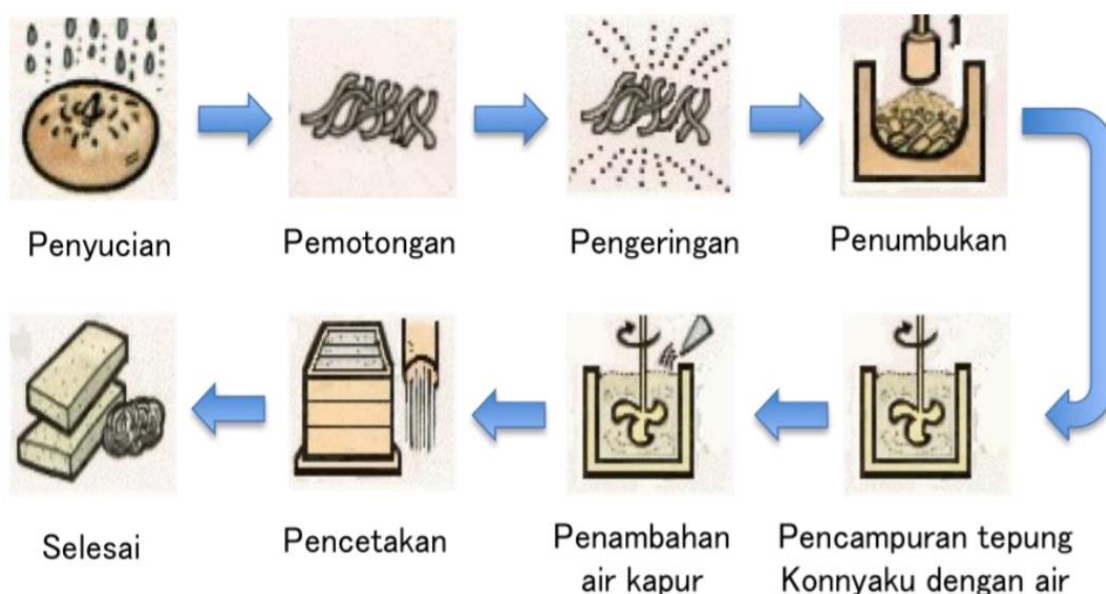 Penyucian
Pemotongan
Pengeringan
Penumbukan
Pencampuran tepung
Konnyaku dengan air
Penambahan
air kapur
Pencetakan
Selesai